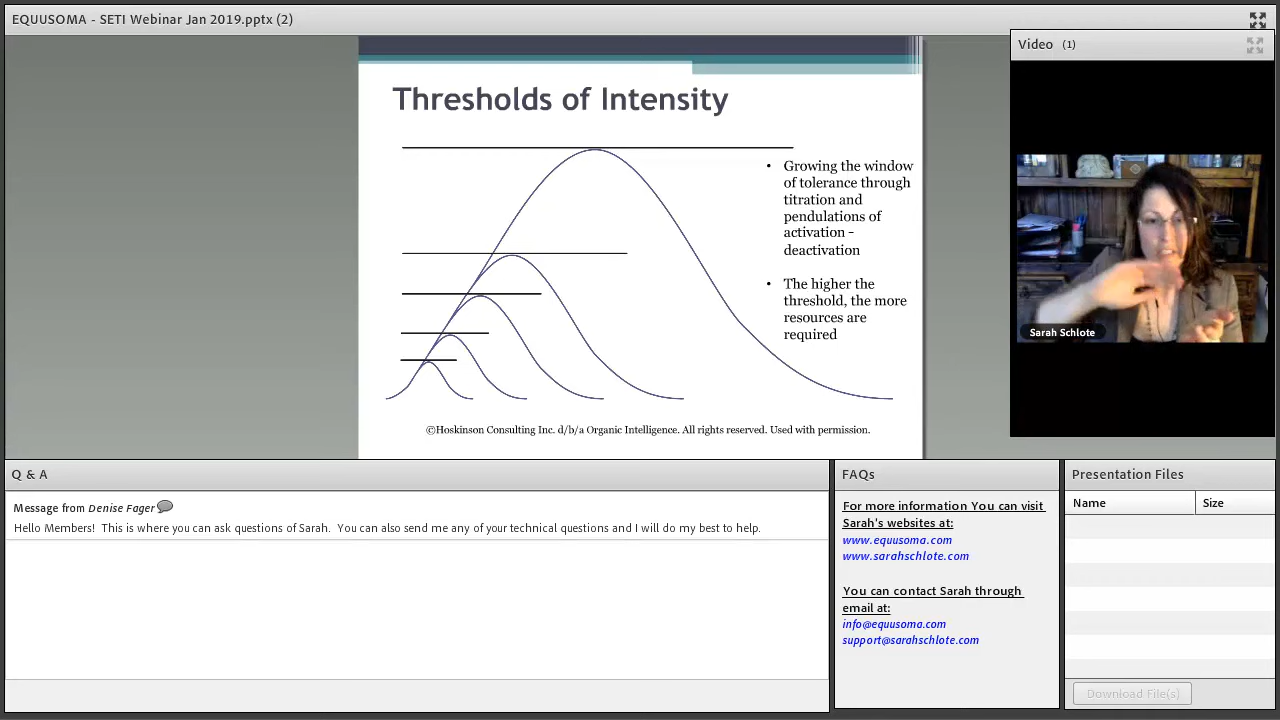 EQUUSOMA - SETI Webinar Jan 2019.pptx (2)
Video (1)
Thresholds of Intensity
• Growing the window
of tolerance through
titration and
pendulations of
activation -
deactivation
• The higher the
threshold, the more
resources are
required
©Hoskinson Consulting Inc. d/b/a Organic Intelligence. All rights reserved. Used with permission.
Sarah Schlote
Q & A
Message from Denise Fager
Hello Members! This is where you can ask questions of Sarah. You can also send me any of your technical questions and I will do my best to help.
FAQs
For more information You can visit
Sarah's websites at:
www.equusoma.com
www.sarahschlote.com
You can contact Sarah through
email at:
info@equusoma.com
support@sarahschlote.com
Presentation Files
Name Size
Download File(s)